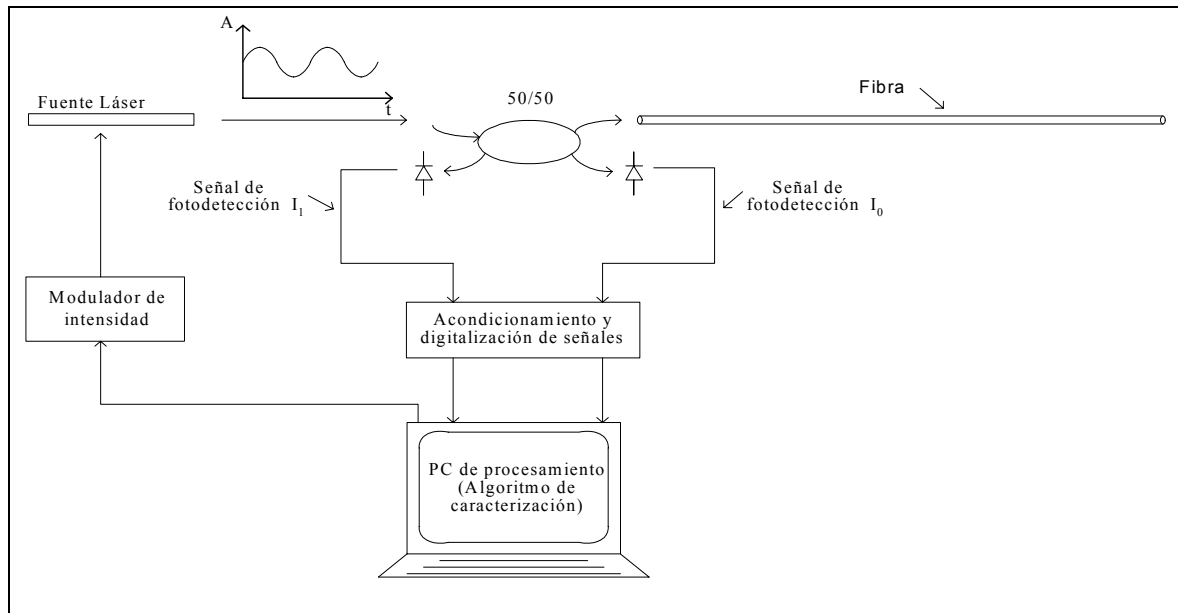 A
t
Fuente Láser
50/50
Fibra
Señal de
fotodetección I₁
Señal de
fotodetección I₀
Modulador de
intensidad
Acondicionamiento y
digitalización de señales
PC de procesamiento
(Algoritmo de
caracterización)